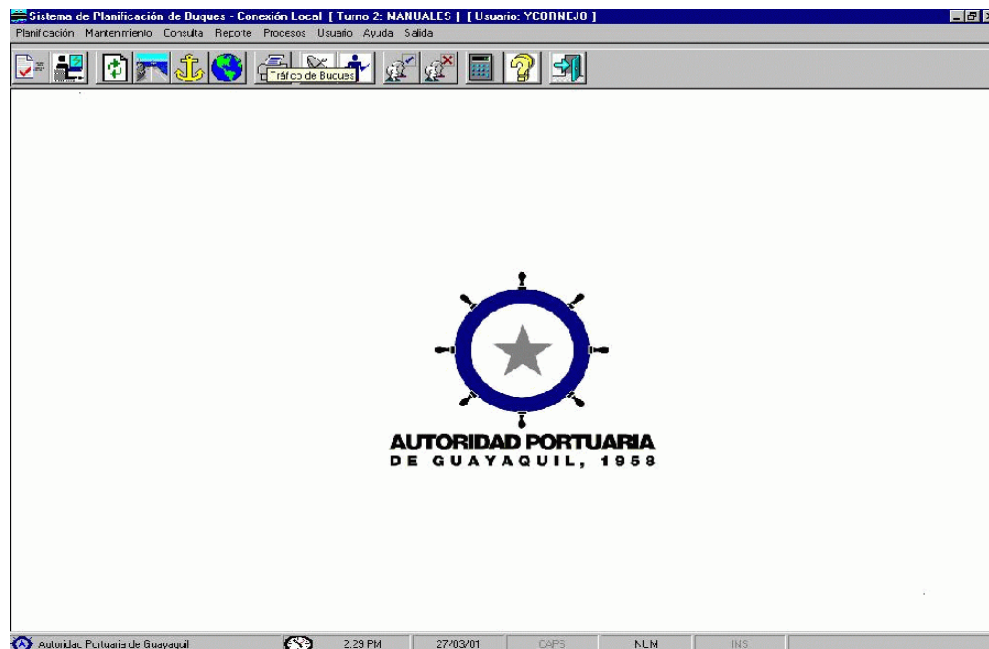 Sistema de Planificación de Buques - Conexión Local [ Turno 2: MANUALES ] [ Usuario: YCORNEJO ]
Planificación Mantenimiento Consulta Reporte Procesos Usuario Ayuda Salida
Tráfico de Buques
AUTORIDAD PORTUARIA
DE GUAYAQUIL, 1958
Autoridad Portuaria de Guayaquil 2:29 PM 27/03/01 CAPS NUM INS